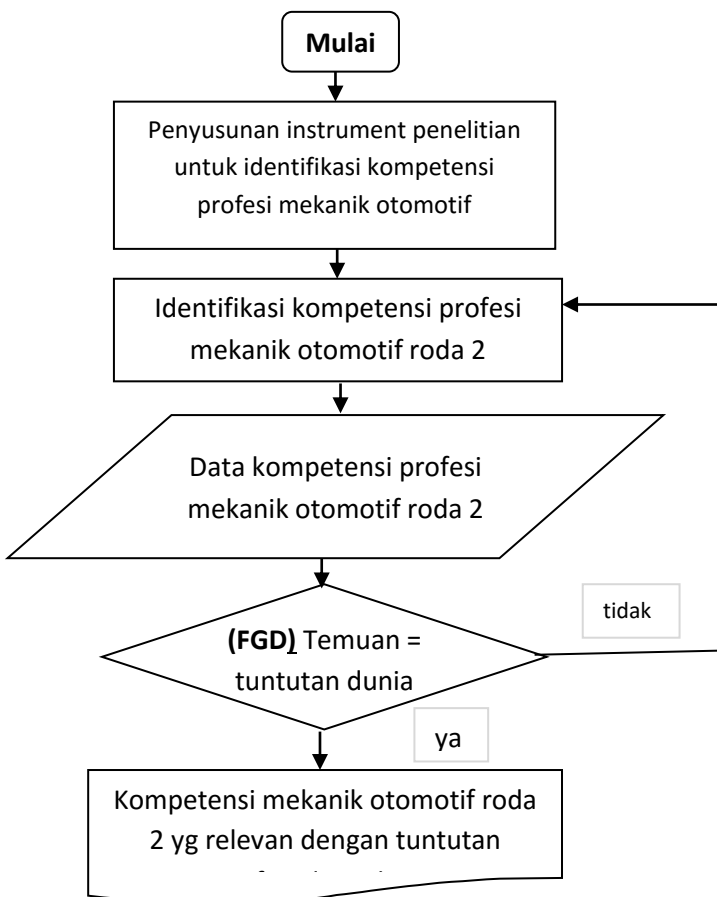 Mulai
Penyusunan instrument penelitian
untuk identifikasi kompetensi
profesi mekanik otomotif
Identifikasi kompetensi profesi
mekanik otomotif roda 2
Data kompetensi profesi
mekanik otomotif roda 2
(FGD) Temuan =
tuntutan dunia
tidak
ya
Kompetensi mekanik otomotif roda
2 yg relevan dengan tuntutan